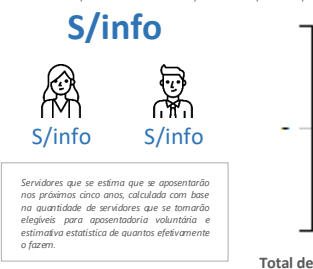 S/info
S/info S/info
Servidores que se estima que se aposentarão
nos próximos cinco anos, calculada com base
na quantidade de servidores que se tornarão
elegíveis para aposentadoria voluntária e
estimativa estatística de quantos efetivamente
o fazem.
Total de